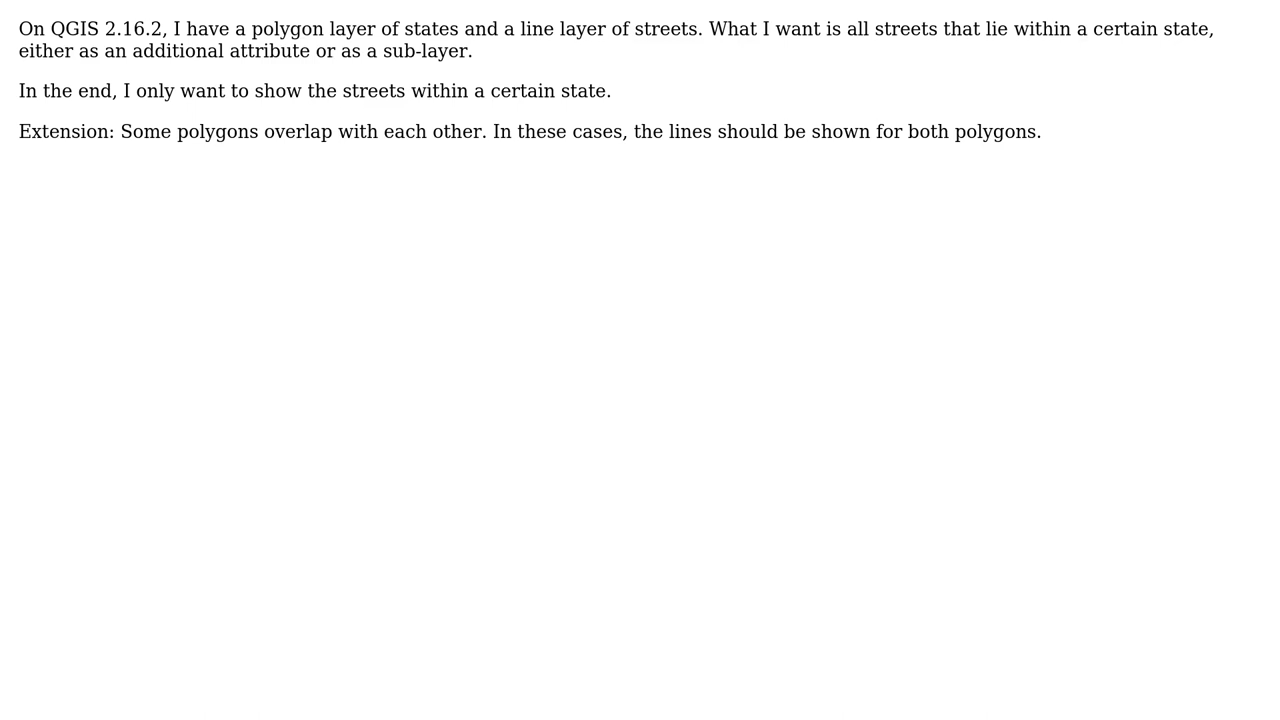 On QGIS 2.16.2, I have a polygon layer of states and a line layer of streets. What I want is all streets that lie within a certain state,
either as an additional attribute or as a sub-layer.
In the end, I only want to show the streets within a certain state.
Extension: Some polygons overlap with each other. In these cases, the lines should be shown for both polygons.